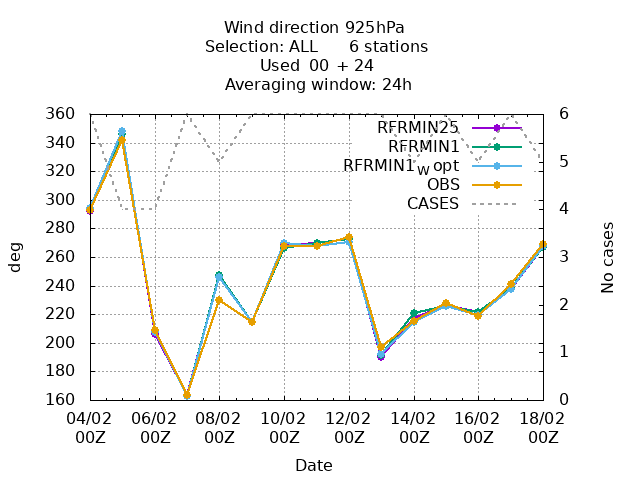 Wind direction 925hPa
Selection: ALL      6 stations
Used  00  + 24
Averaging window: 24h
360
340
320
300
280
260
240
220
200
180
160
deg
6
5
4
3
2
1
0
No cases
RFRMIN25
RFRMIN1
RFRMIN1_W opt
OBS
CASES
04/02 06/02 08/02 10/02 12/02 14/02 16/02 18/02
00Z 00Z 00Z 00Z 00Z 00Z 00Z 00Z
Date